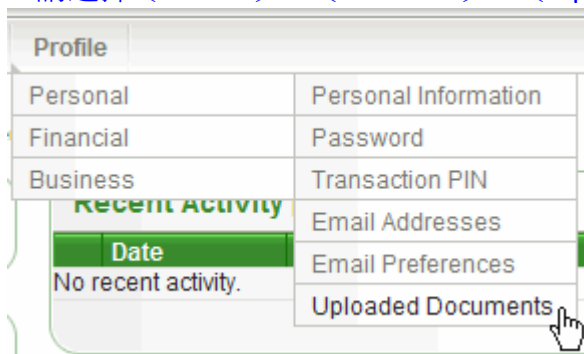 Profile
Personal
Financial
Business
Personal Information
Password
Transaction PIN
Email Addresses
Email Preferences
Uploaded Documents
Recent Activity
Date
No recent activity.